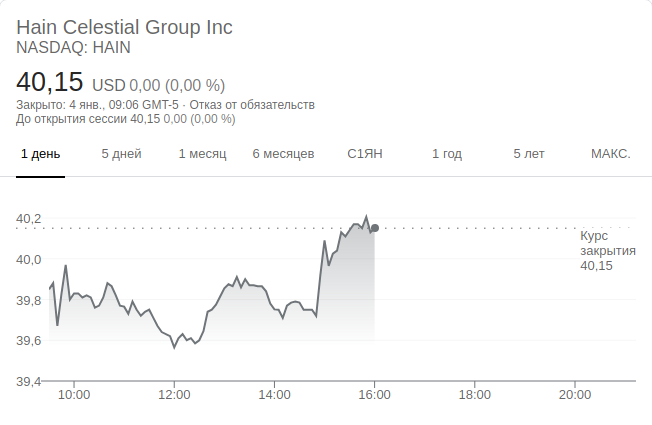 Hain Celestial Group Inc
NASDAQ: HAIN
40,15 USD 0,00 (0,00 %)
Закрыто: 4 янв., 09:06 GMT-5 · Отказ от обязательств
До открытия сессии 40,15 0,00 (0,00 %)
1 день 5 дней 1 месяц 6 месяцев С1ЯН 1 год 5 лет МАКС.
40,2
Курс
закрытия
40,15
40,0
39,8
39,6
39,4
10:00 12:00 14:00 16:00 18:00 20:00